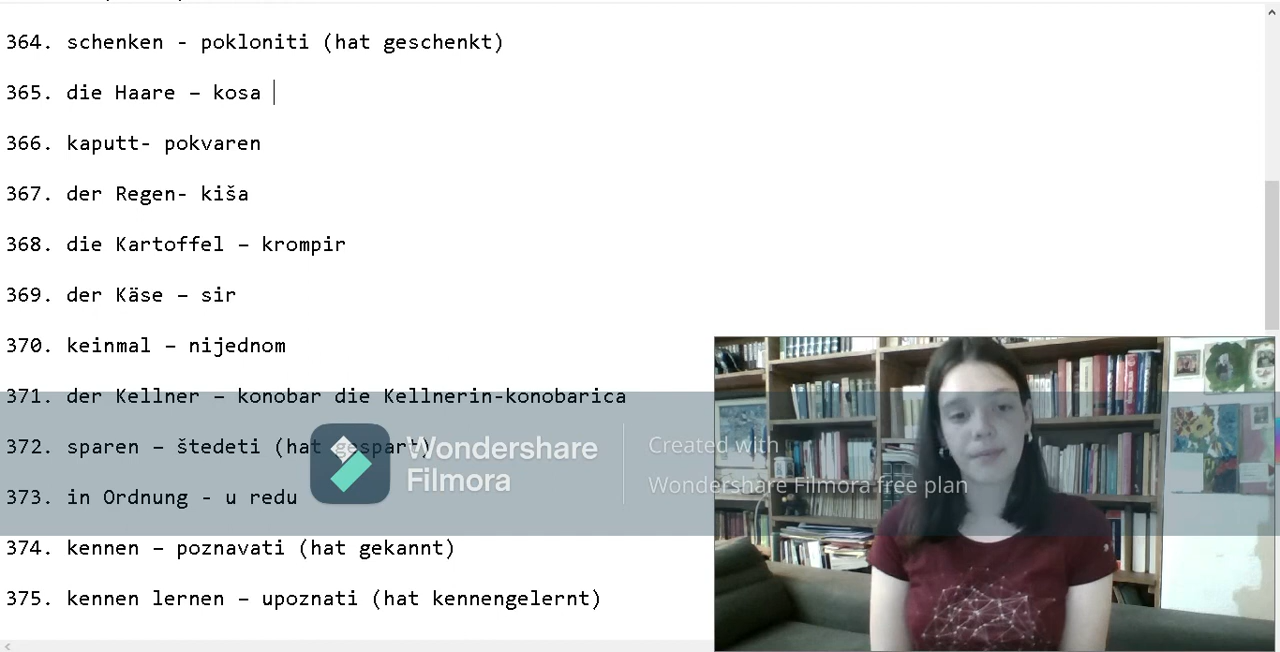 364. schenken - pokloniti (hat geschenkt)
365. die Haare – kosa
366. kaputt- pokvaren
367. der Regen- kiša
368. die Kartoffel – krompir
369. der Käse – sir
370. keinmal – nijednom
371. der Kellner – konobar die Kellnerin-konobarica
372. sparen – štedeti (hat gespart)
Wondershare
Filmora
Created with
Wondershare Filmora free plan
373. in Ordnung - u redu
374. kennen – poznavati (hat gekannt)
375. kennen lernen – upoznati (hat kennengelernt)